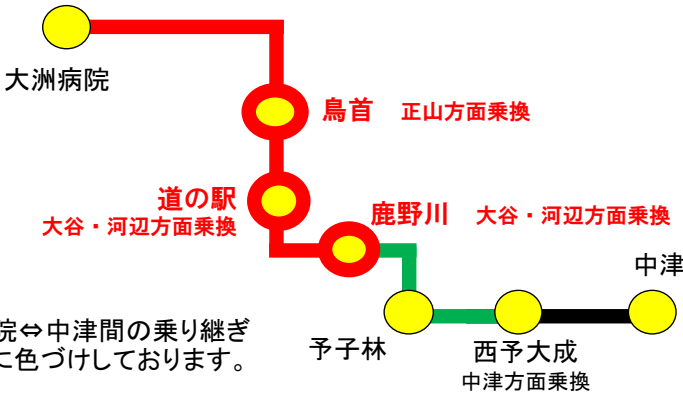 大洲病院
鳥首 正山方面乗換
道の駅
大谷・河辺方面乗換
鹿野川 大谷・河辺方面乗換
中津
院⇔中津間の乗り継ぎ
に色づけしております。
予子林
西予大成
中津方面乗換